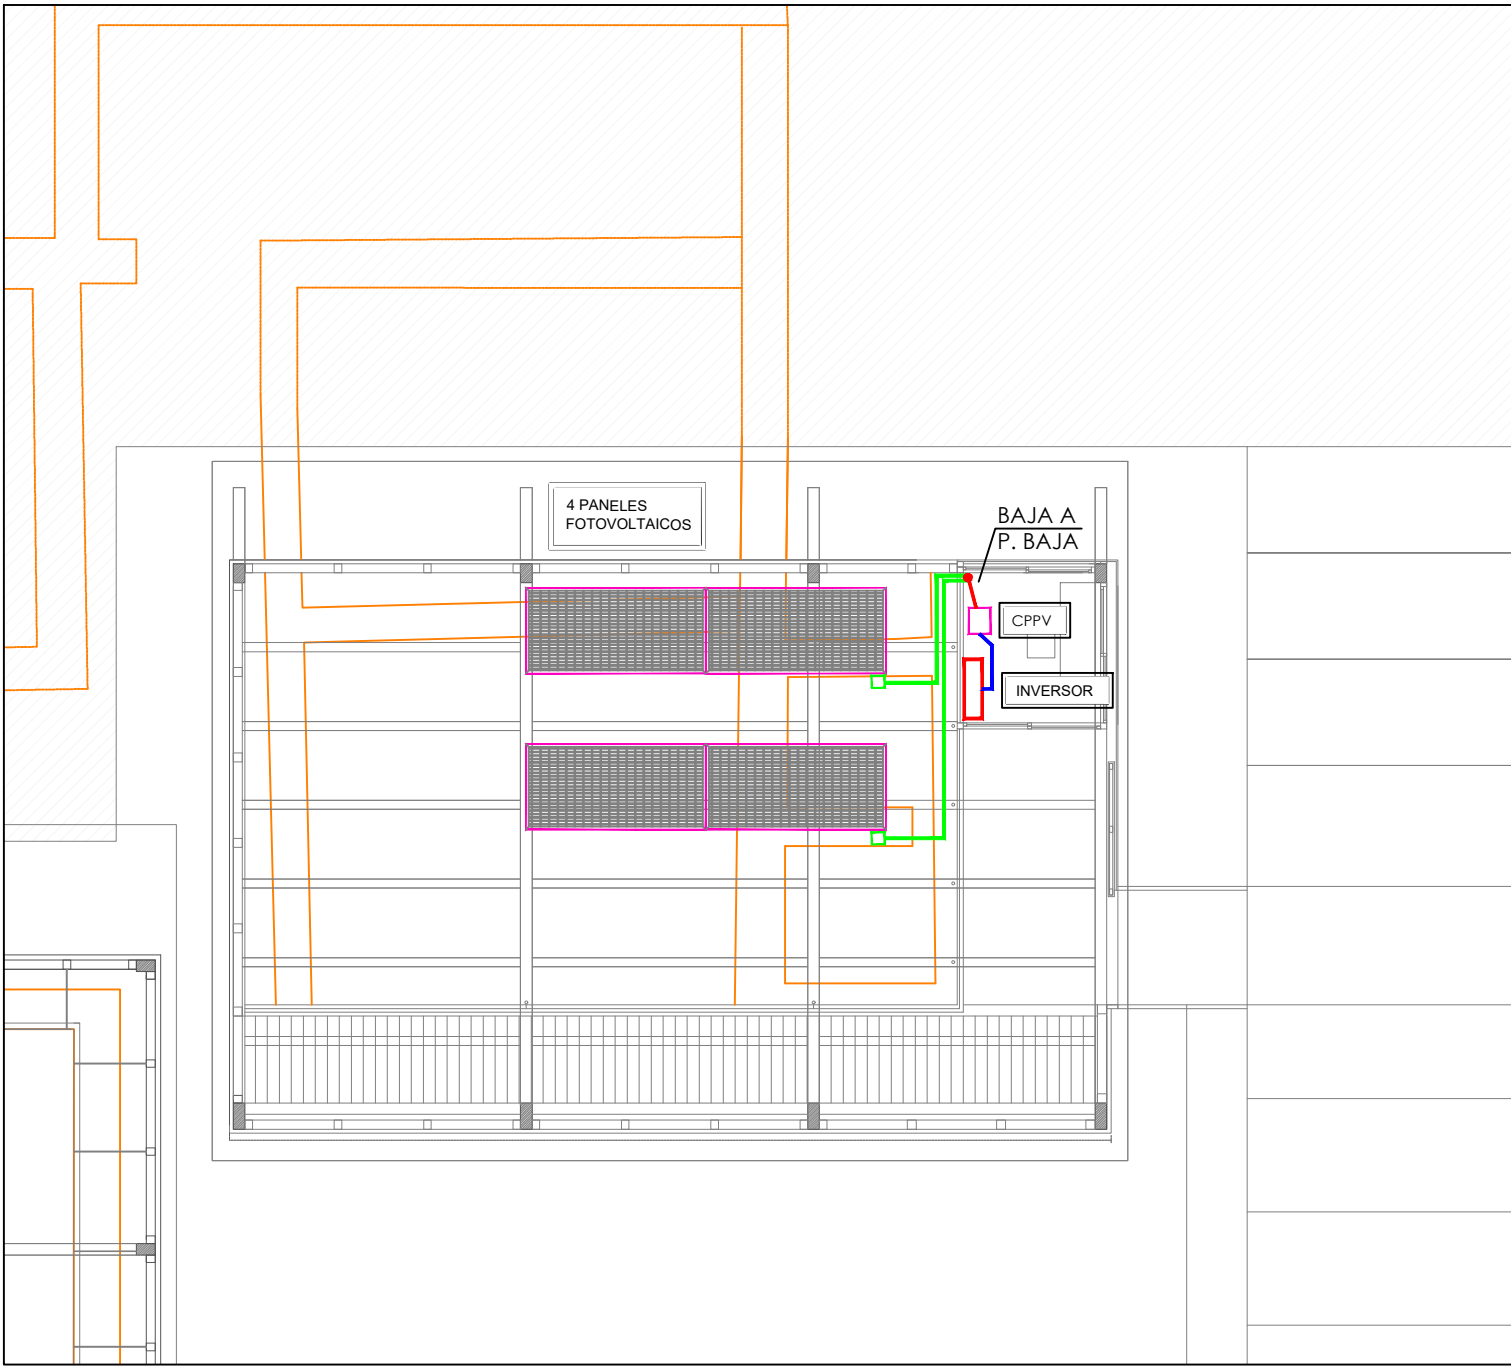 4 PANELES
FOTOVOLTAICOS
BAJA A
P. BAJA
CPPV
INVERSOR